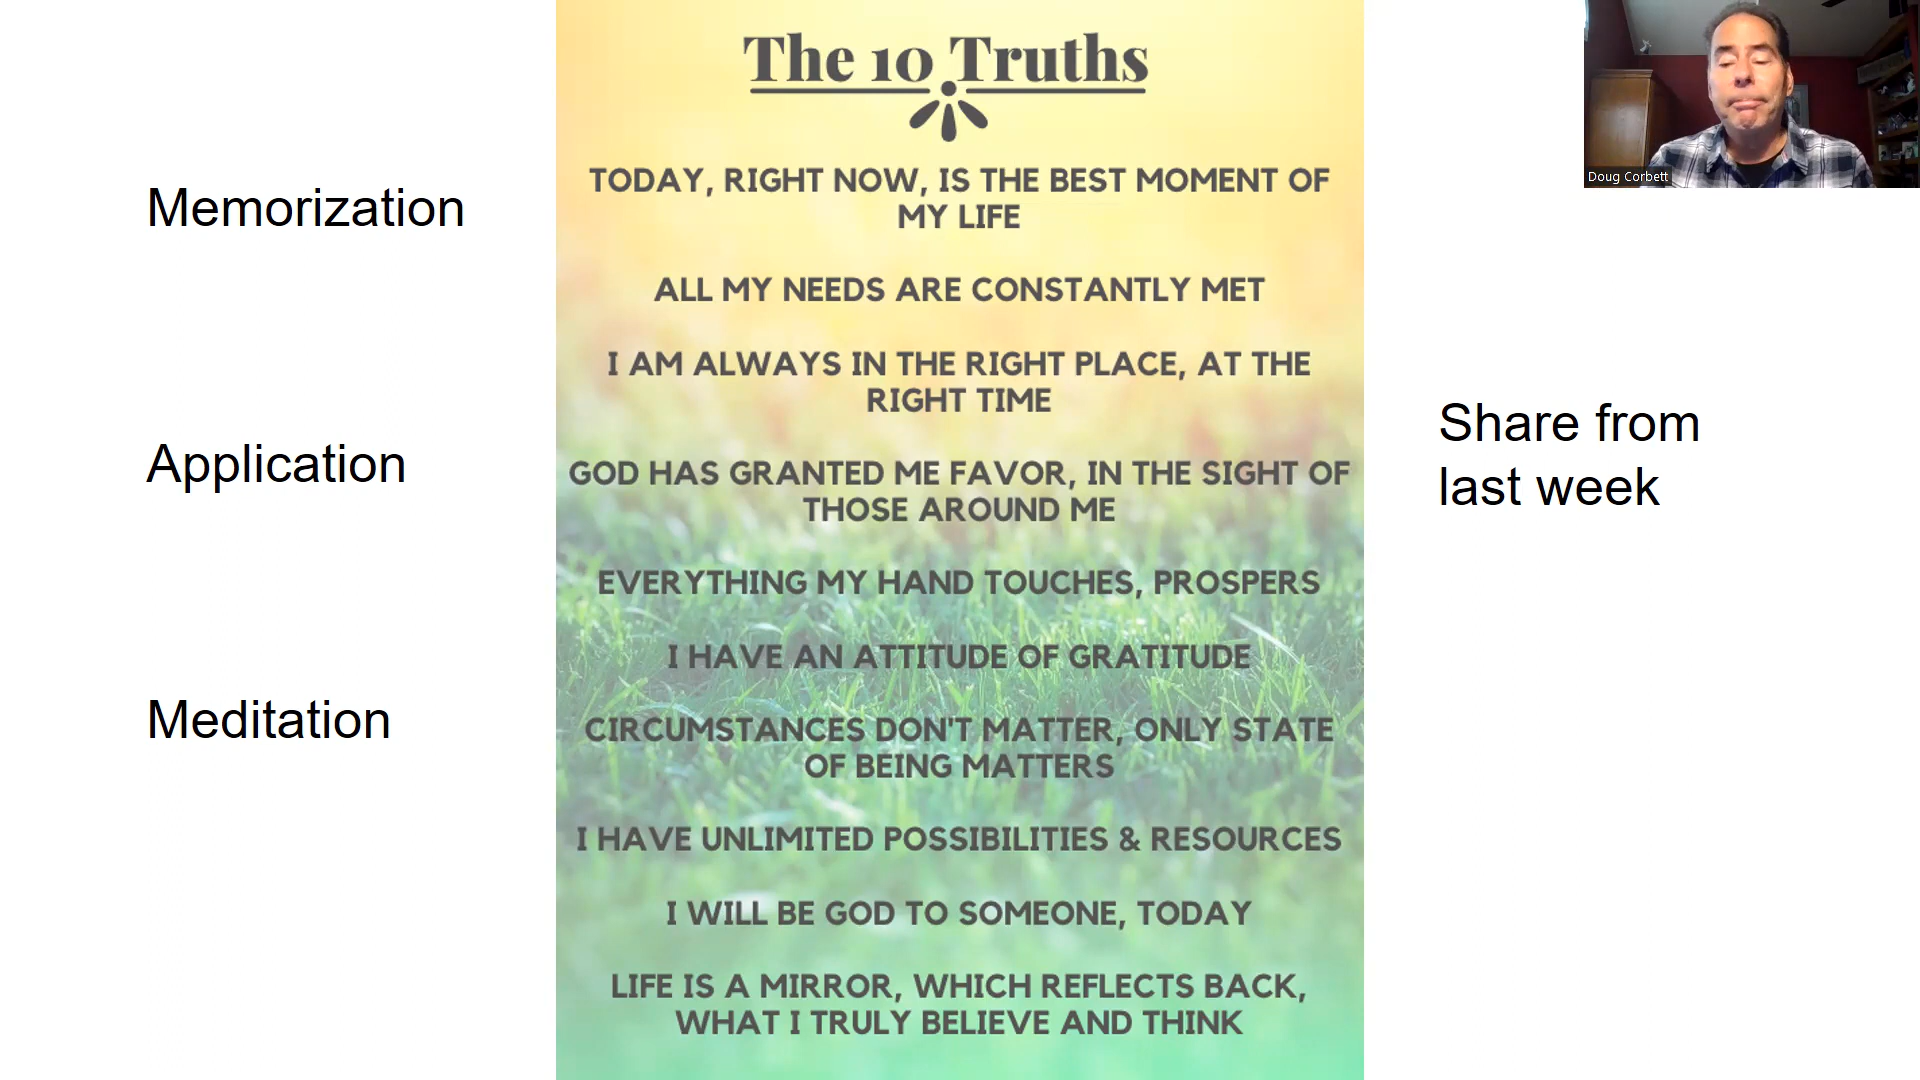 The 10 Truths
TODAY, RIGHT NOW, IS THE BEST MOMENT OF
MY LIFE
ALL MY NEEDS ARE CONSTANTLY MET
I AM ALWAYS IN THE RIGHT PLACE, AT THE
RIGHT TIME
GOD HAS GRANTED ME FAVOR, IN THE SIGHT OF
THOSE AROUND ME
EVERYTHING MY HAND TOUCHES, PROSPERS
I HAVE AN ATTITUDE OF GRATITUDE
CIRCUMSTANCES DON'T MATTER, ONLY STATE
OF BEING MATTERS
I HAVE UNLIMITED POSSIBILITIES & RESOURCES
I WILL BE GOD TO SOMEONE, TODAY
LIFE IS A MIRROR, WHICH REFLECTS BACK,
WHAT I TRULY BELIEVE AND THINK
Memorization
Application
Meditation
Share from
last week
Doug Corbett